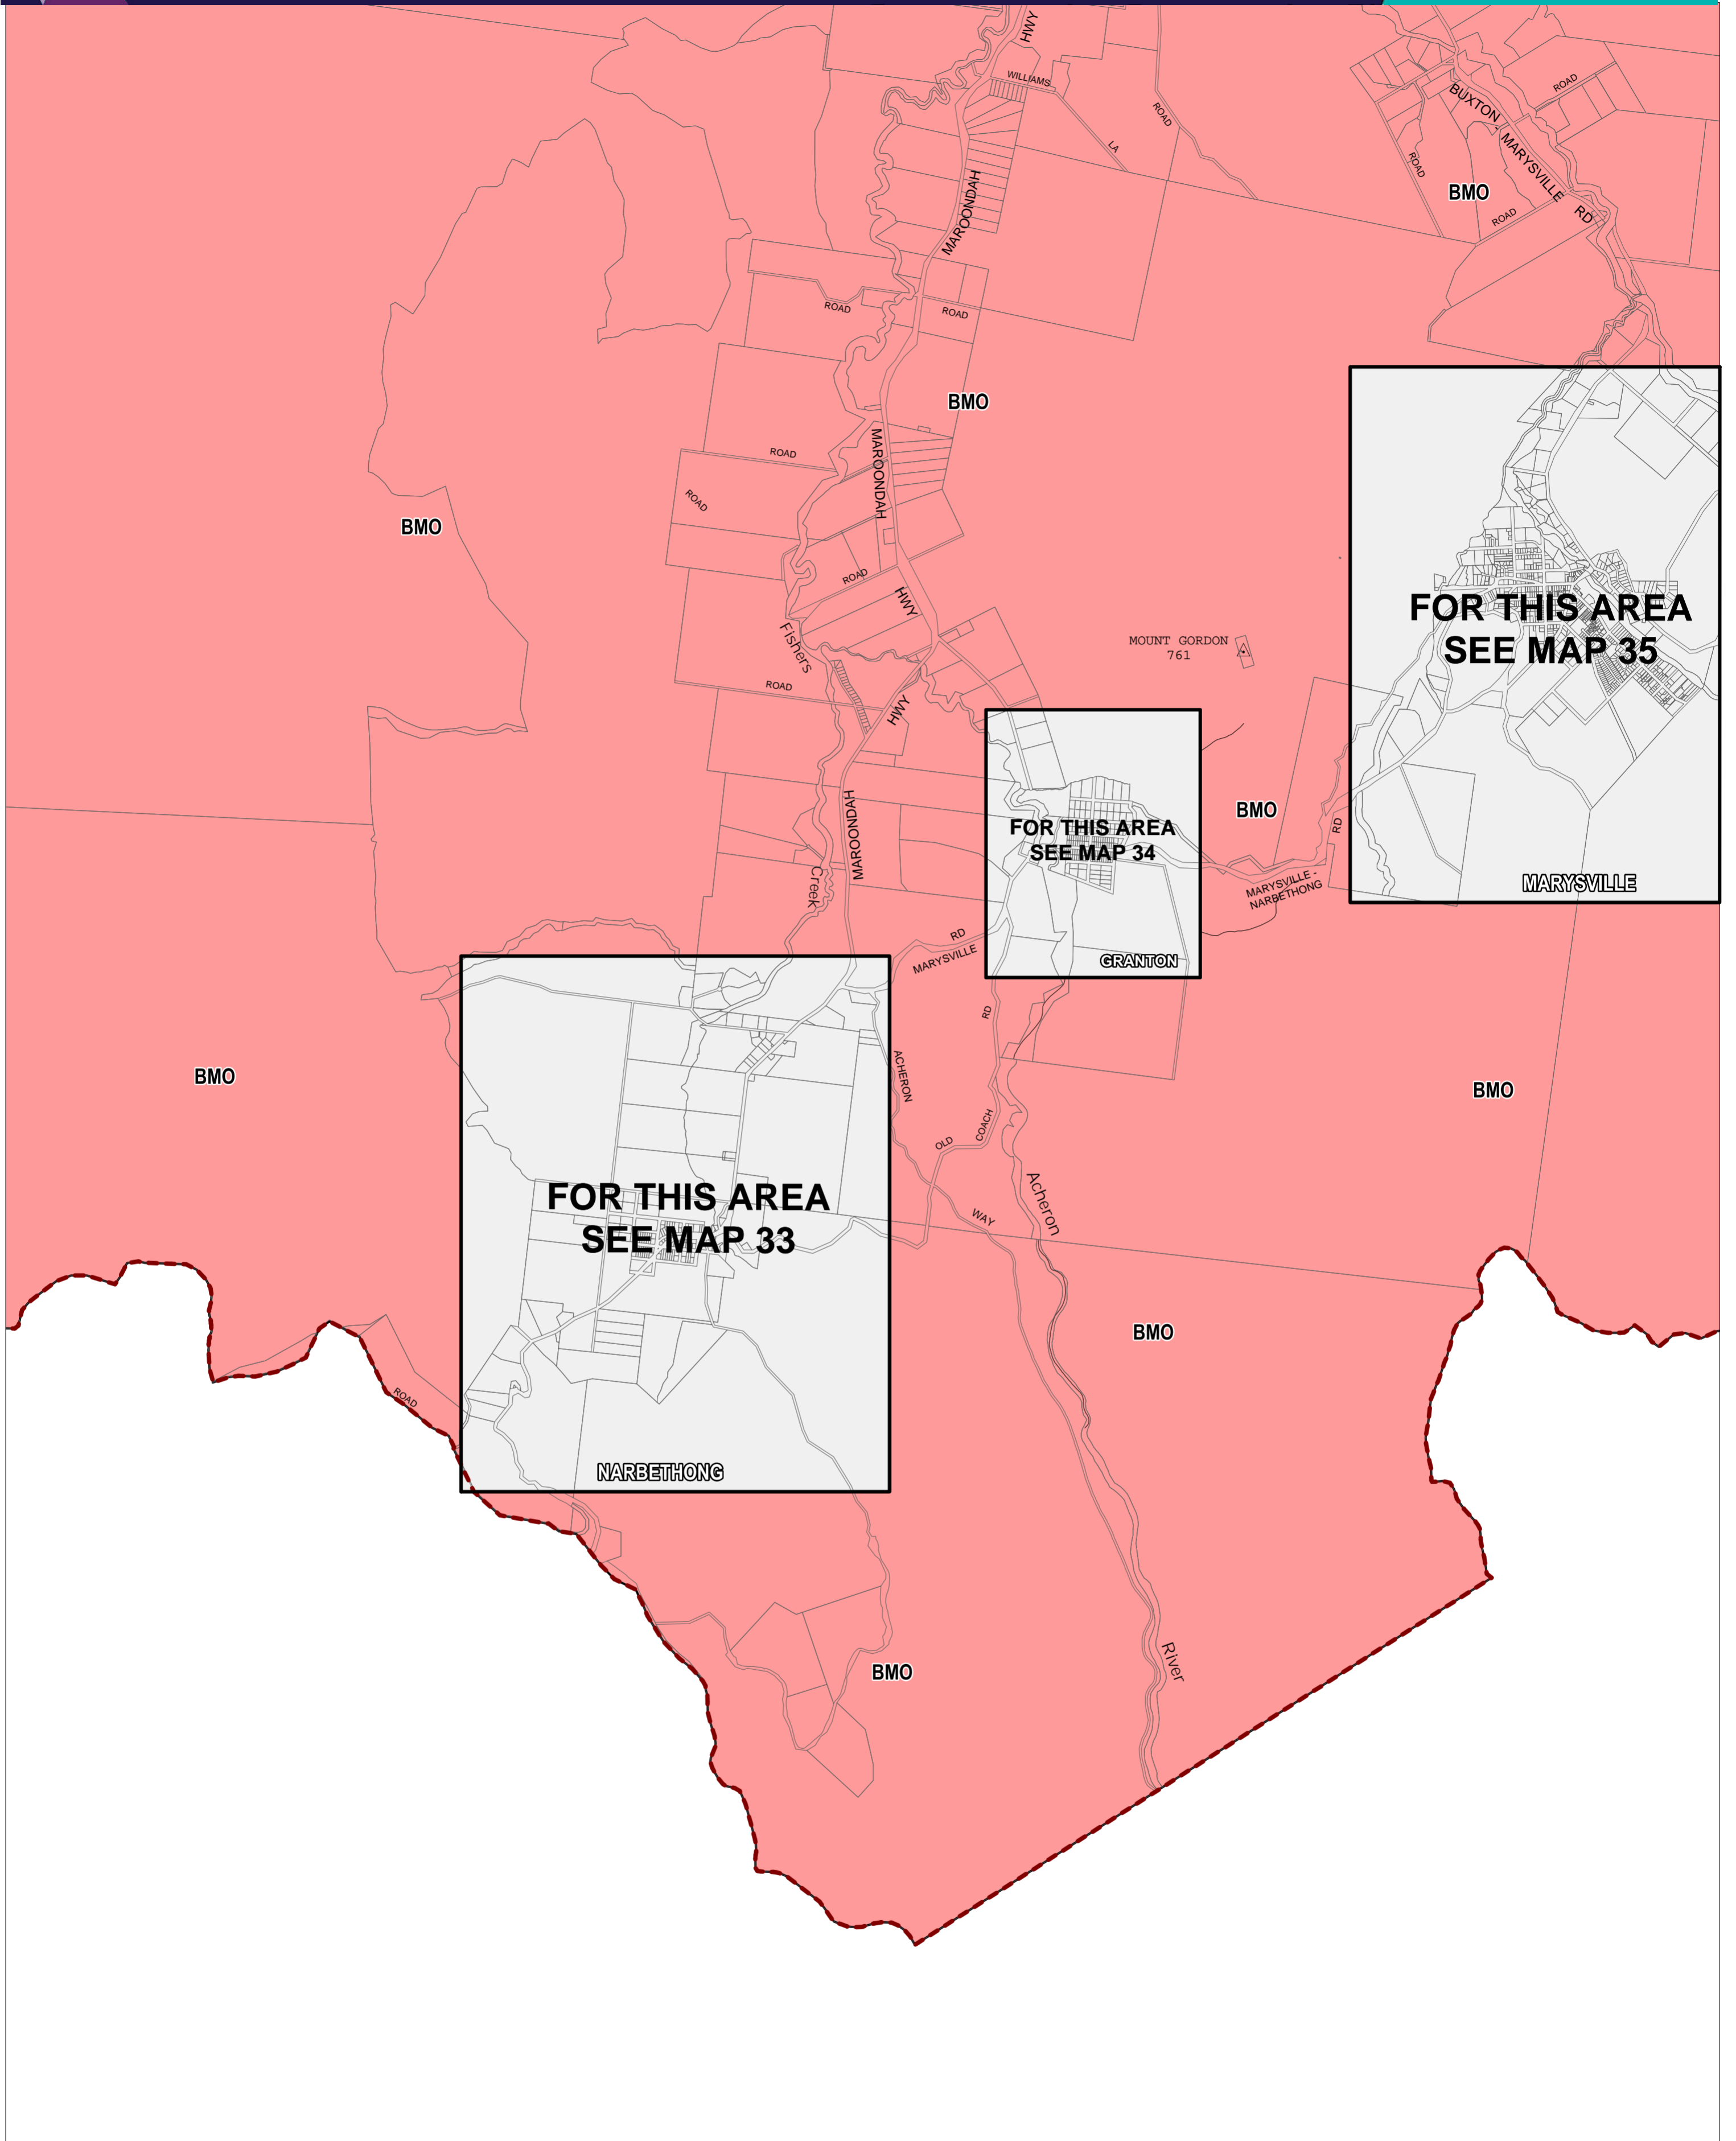 HWY
WILLIAMS
LA
ROAD
BUXTON - MARYSVILLE RD
ROAD
ROAD
ROAD
BMO
MAROONDAH
ROAD
ROAD
BMO
MAROONDAH
ROAD
ROAD
BMO
ROAD
HWY
Fishers
MOUNT GORDON
761
FOR THIS AREA
SEE MAP 35
ROAD
HWY
MAROONDAH
BMO
FOR THIS AREA
SEE MAP 34
RD
Creek
MARYSVILLE -
NARBETHONG
MARYSVILLE
RD
MARYSVILLE
GRANTON
RD
BMO
ACHERON
BMO
OLD
COACH
Acheron
WAY
FOR THIS AREA
SEE MAP 33
BMO
ROAD
NARBETHONG
River
BMO